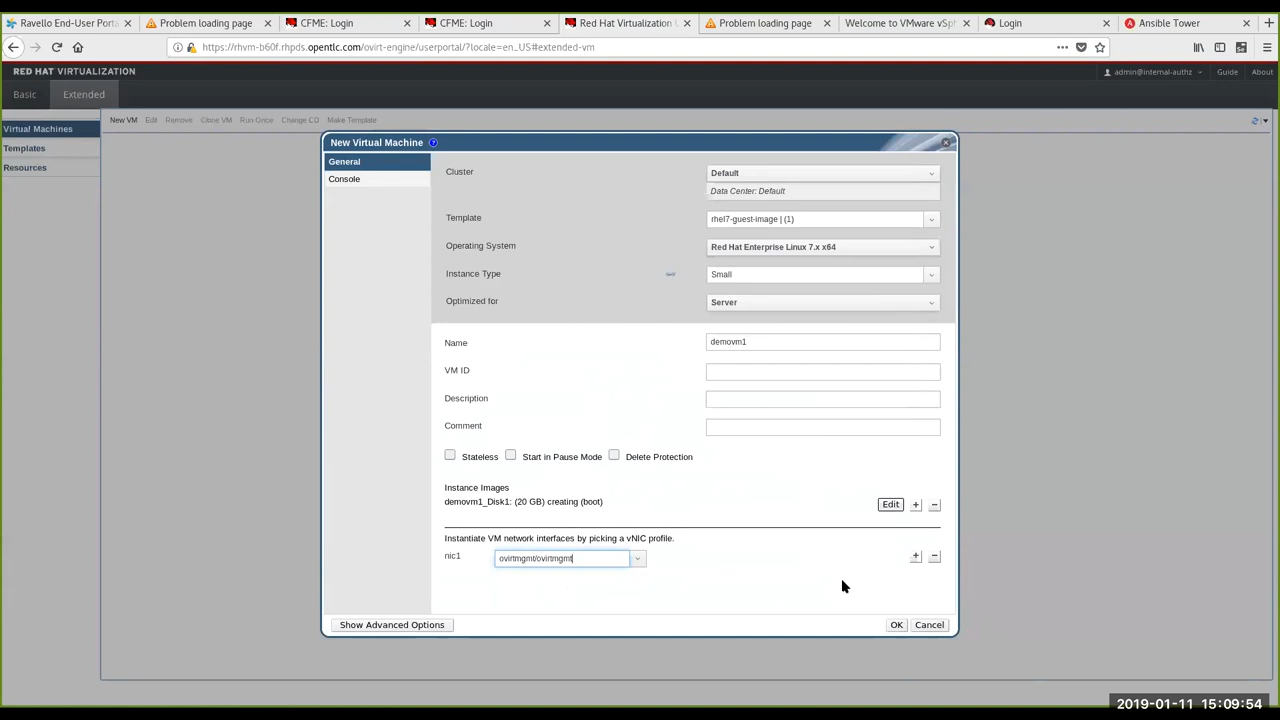 Ravello End-User Porta
Problem loading page
CFME: Login
CFME: Login
Red Hat Virtualization U
Problem loading page
Welcome to VMware vSph
Login
Ansible Tower
https://rhvm-b60f.rhpds.opentlc.com/ovirt-engine/userportal/?locale=en_US#extended-vm
RED HAT VIRTUALIZATION
admin@internal-authz
Guide
About
Basic
Extended
Virtual Machines
Templates
Resources
New VM Edit Remove Clone VM Run Once Change CD Make Template
New Virtual Machine
General
Console
Cluster
Default
Data Center: Default
Template
rhel7-guest-image | (1)
Operating System
Red Hat Enterprise Linux 7.x x64
Instance Type
Small
Optimized for
Server
Name
demovm1
VM ID
Description
Comment
Stateless
Start in Pause Mode
Delete Protection
Instance Images
demovm1_Disk1: (20 GB) creating (boot)
Edit + −
Instantiate VM network interfaces by picking a vNIC profile.
nic1
ovirtmgmt/ovirtmgmt
+ −
Show Advanced Options
OK
Cancel
2019-01-11 15:09:54